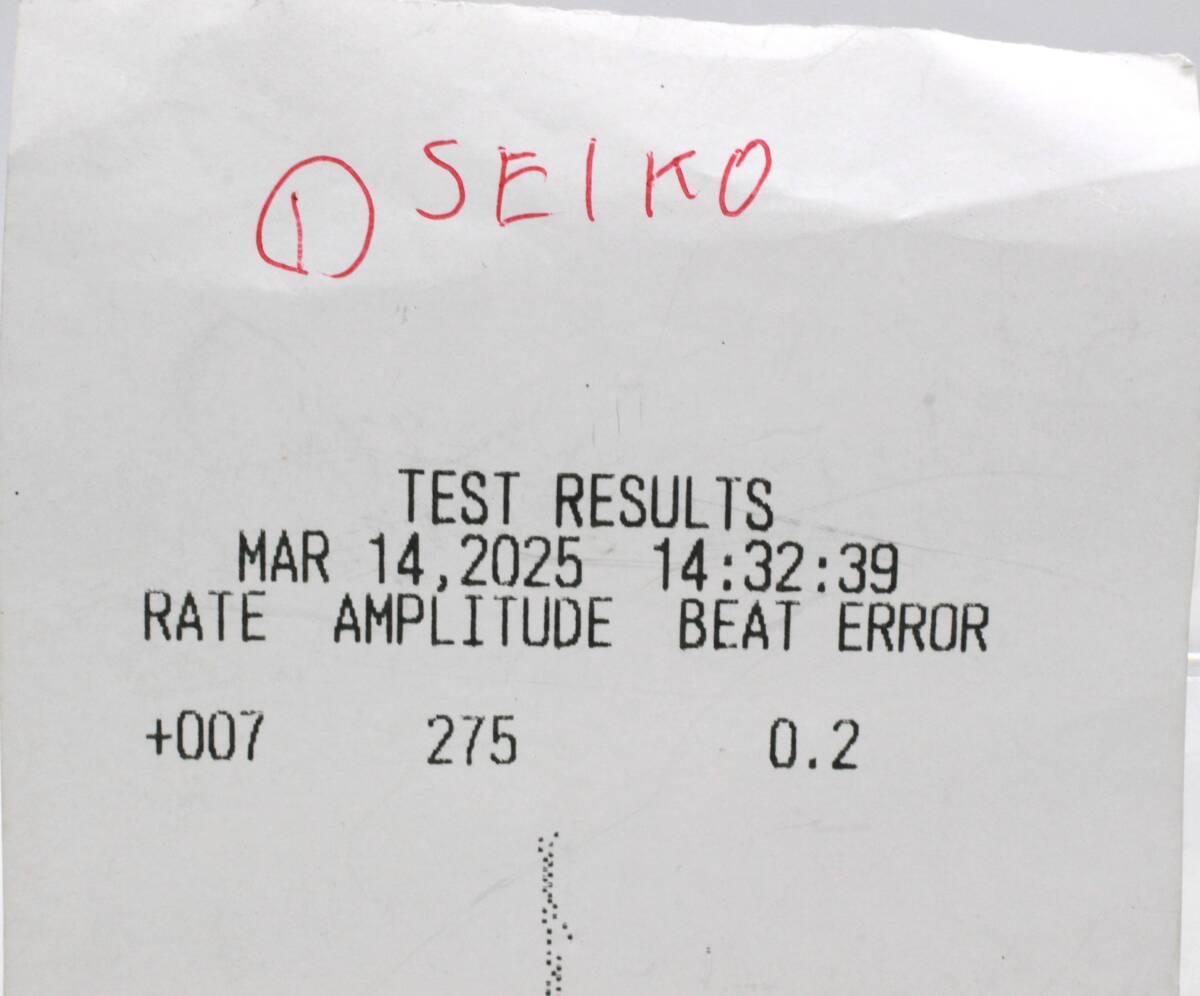 ① SEIKO
TEST RESULTS
MAR 14,2025 14:32:39
RATE AMPLITUDE BEAT ERROR
+007 275 0.2